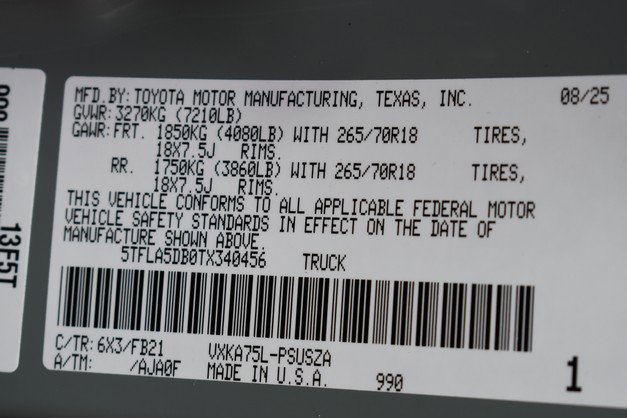 MFD.BY:TOYOTA MOTOR MANUFACTURING, TEXAS, INC. 08/25
GVWR:3270KG (7210LB)
GAWR:FRT. 1850KG (4080LB) WITH 265/70R18 TIRES,
18X7.5J RIMS.
RR. 1750KG (3860LB) WITH 265/70R18 TIRES,
18X7.5J RIMS.
THIS VEHICLE CONFORMS TO ALL APPLICABLE FEDERAL MOTOR
VEHICLE SAFETY STANDARDS IN EFFECT ON THE DATE OF
MANUFACTURE SHOWN ABOVE.
5TFLA5DB0TX340456 TRUCK
C/TR:6X3/FB21 VXKA75L-PSUSZA
A/TM: /AJA0F MADE IN U.S.A. 990 1
13F5T